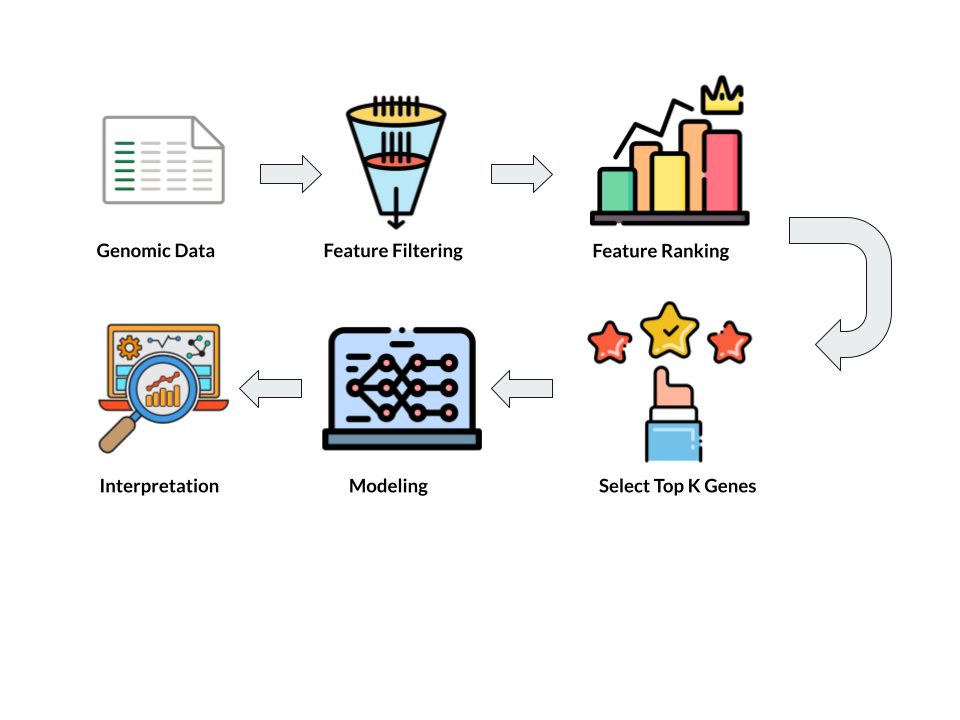 Genomic Data
Feature Filtering
Feature Ranking
Interpretation
Modeling
Select Top K Genes